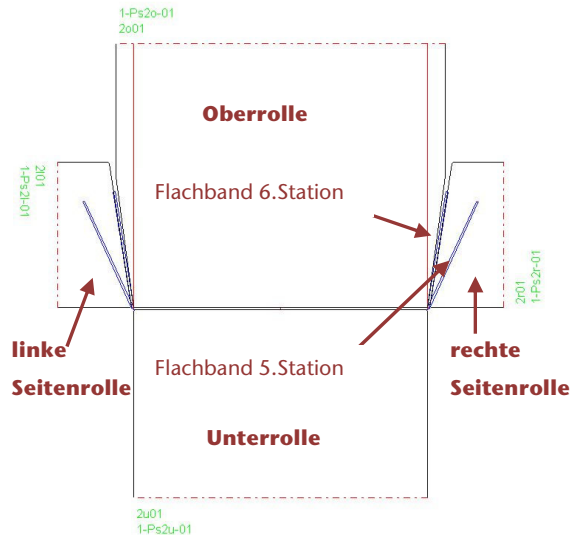 1-Ps2o-01
2o01
Oberrolle
Flachband 6.Station
2l01
1-Ps2l-01
2r01
1-Ps2r-01
linke
Seitenrolle
Flachband 5.Station
rechte
Seitenrolle
Unterrolle
2u01
1-Ps2u-01